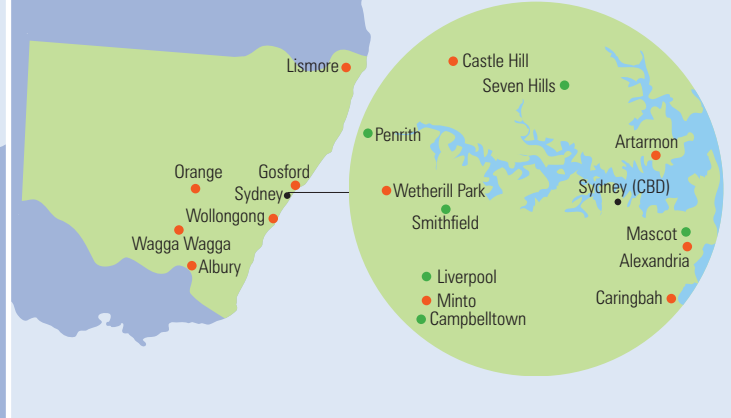 Lismore
Orange
Gosford
Sydney
Wollongong
Wagga Wagga
Albury
Castle Hill
Seven Hills
Penrith
Artarmon
Wetherill Park
Sydney (CBD)
Smithfield
Mascot
Alexandria
Liverpool
Minto
Caringbah
Campbelltown